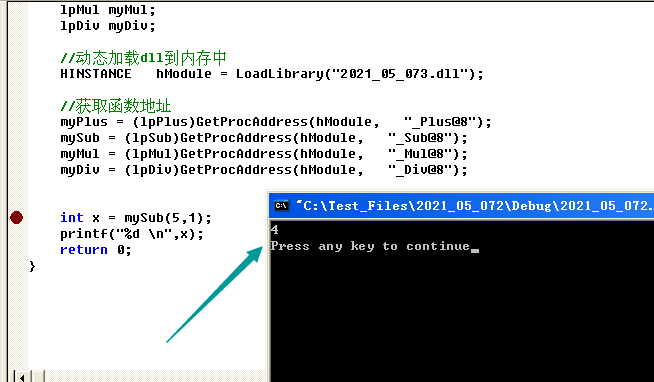 lpMul myMul;
lpDiv myDiv;
//动态加载dll到内存中
HINSTANCE   hModule = LoadLibrary("2021_05_073.dll");
//获取函数地址
myPlus = (lpPlus)GetProcAddress(hModule,   "_Plus@8");
mySub = (lpSub)GetProcAddress(hModule,   "_Sub@8");
myMul = (lpMul)GetProcAddress(hModule,   "_Mul@8");
myDiv = (lpDiv)GetProcAddress(hModule,   "_Div@8");
int x = mySub(5,1);
printf("%d \n",x);
return 0;
}
"C:\Test_Files\2021_05_072\Debug\2021_05_072.
4
Press any key to continue_